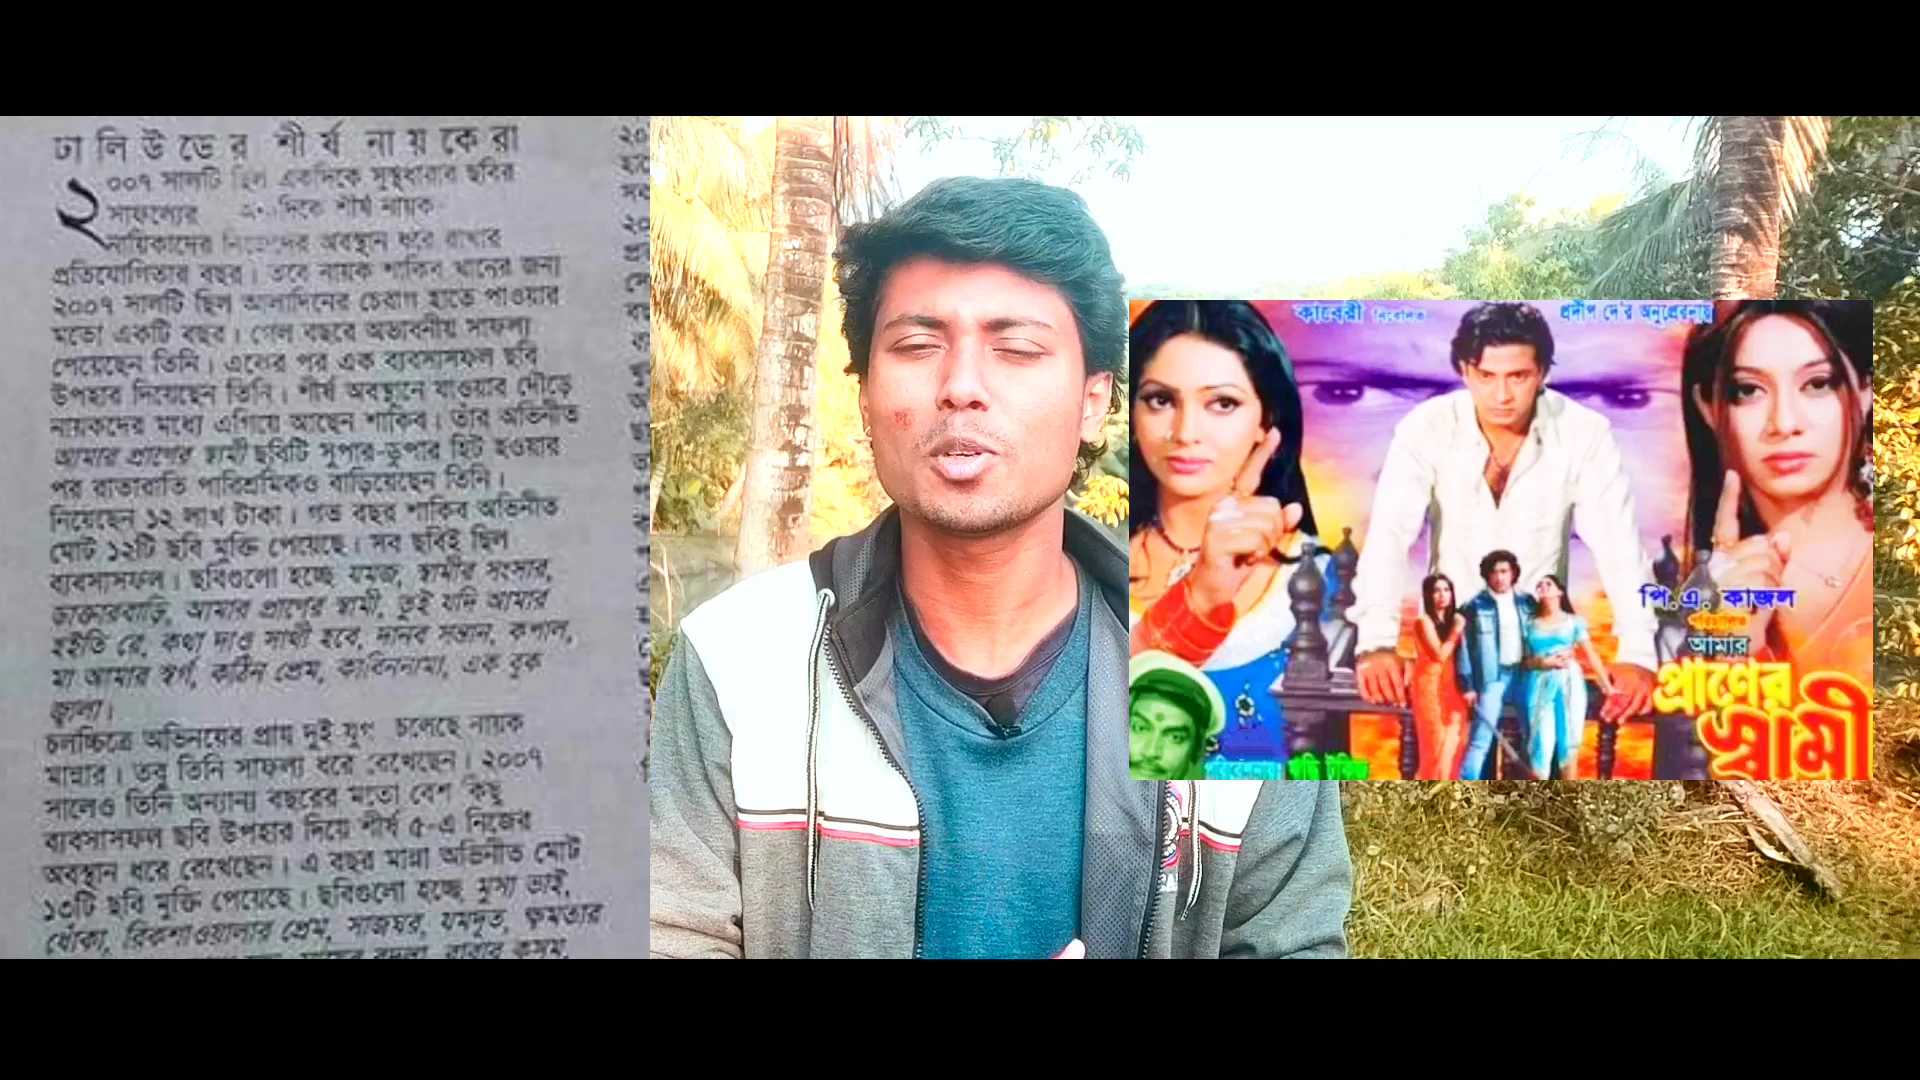 ঢালিউডের শীর্ষ নায়কেরা
২০০৭ সালটি ছিল একদিকে সুস্থধারার ছবির
সাফল্যের দিকে শীর্ষ নায়ক
নায়িকাদের নিজেদের অবস্থান ধরে রাখার
প্রতিযোগিতার বছর। তবে নায়ক শাকিব খানের জন্য
২০০৭ সালটি ছিল আলাদিনের চেরাগ হাতে পাওয়ার
মতো একটি বছর। গেল বছরে অভাবনীয় সাফল্য
পেয়েছেন তিনি। একের পর এক ব্যবসাসফল ছবি
উপহার দিয়েছেন তিনি। শীর্ষ অবস্থানে যাওয়ার দৌড়ে
নায়কদের মধ্যে এগিয়ে আছেন শাকিব। তাঁর অভিনীত
আমার প্রাণের স্বামী ছবিটি সুপার-ডুপার হিট হওয়ার
পর রাতারাতি পারিশ্রমিকও বাড়িয়েছেন তিনি।
নিয়েছেন ১২ লাখ টাকা। গত বছর শাকিব অভিনীত
মোট ১২টি ছবি মুক্তি পেয়েছে। সব ছবিই ছিল
ব্যবসাসফল। ছবিগুলো হচ্ছে যমজ, স্বামীর সংসার,
ডাক্তারবাড়ি, আমার প্রাণের স্বামী, তুই যদি আমার
হইতি রে, কথা দাও সাথী হবে, দানব সন্তান, কপাল,
মা আমার স্বর্গ, কঠিন প্রেম, কাবিননামা, এক বুক
জ্বালা।
চলচ্চিত্রে অভিনয়ের প্রায় দুই যুগ চলেছে নায়ক
মান্নার। তবু তিনি সাফল্য ধরে রেখেছেন। ২০০৭
সালেও তিনি অন্যান্য বছরের মতো বেশ কিছু
ব্যবসাসফল ছবি উপহার দিয়ে শীর্ষ ৫-এ নিজের
অবস্থান ধরে রেখেছেন। এ বছর মান্না অভিনীত মোট
১৩টি ছবি মুক্তি পেয়েছে। ছবিগুলো হচ্ছে মুসা ভাই,
ধোঁকা, রিকশাওয়ালার প্রেম, সাজঘর, যমদূত, ক্ষমতার
বাবার কসম,
কাবেরী নিবেদিত
প্রদীপ দে'র অনুপ্রেরনায়
পি.এ. কাজল
পরিচালিত
আমার
প্রাণের
স্বামী